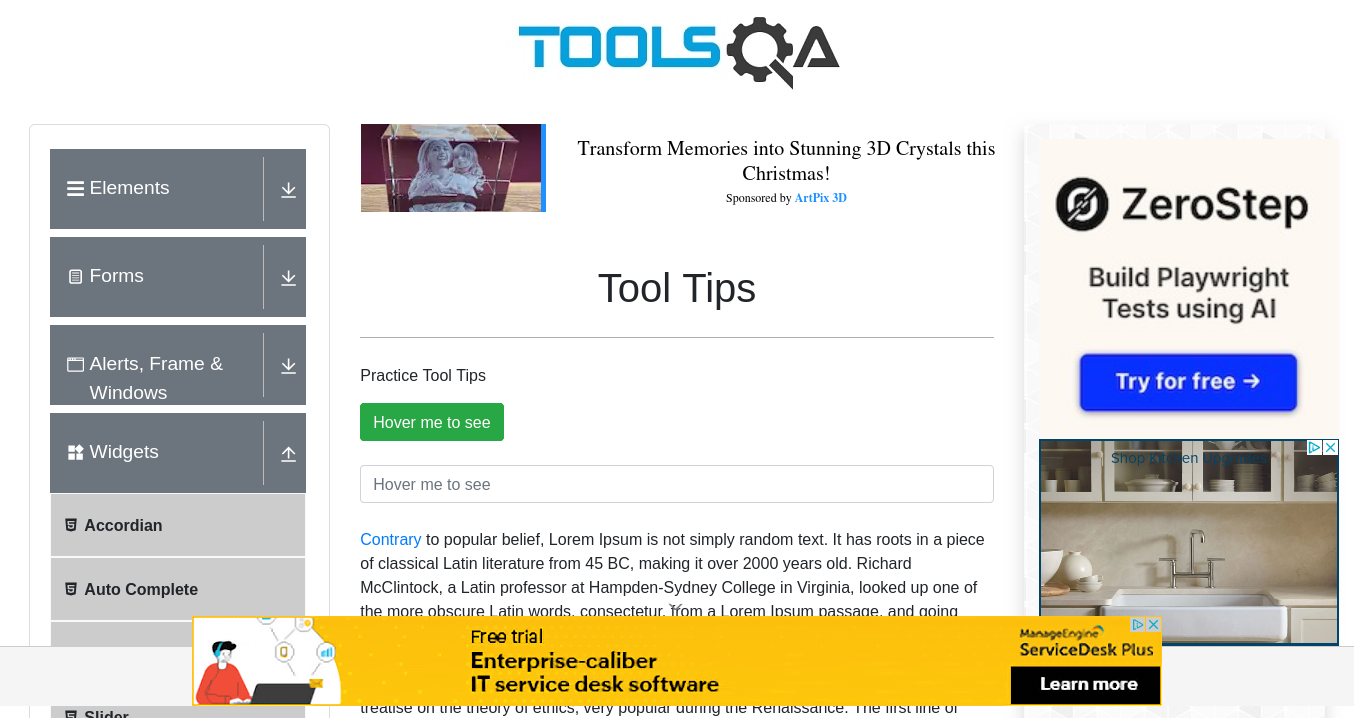 TOOLSQA
Elements
Forms
Alerts, Frame &
Windows
Widgets
Accordian
Auto Complete
Slider
Transform Memories into Stunning 3D Crystals this
Christmas!
Sponsored by ArtPix 3D
Tool Tips
Practice Tool Tips
Hover me to see
Hover me to see
Contrary to popular belief, Lorem Ipsum is not simply random text. It has roots in a piece
of classical Latin literature from 45 BC, making it over 2000 years old. Richard
McClintock, a Latin professor at Hampden-Sydney College in Virginia, looked up one of
the more obscure Latin words, consectetur, from a Lorem Ipsum passage, and going
treatise on the theory of ethics, very popular during the Renaissance. The first line of
ZeroStep
Build Playwright
Tests using AI
Try for free →
Shop Kitchen Upgrades
Free trial
Enterprise-caliber
IT service desk software
ManageEngine
ServiceDesk Plus
Learn more